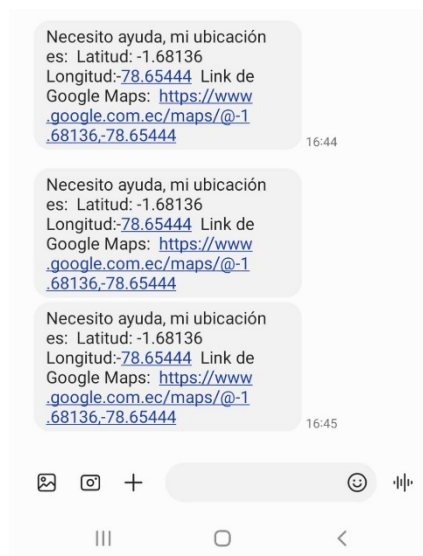 Necesito ayuda, mi ubicación
es:  Latitud: -1.68136
Longitud:-78.65444  Link de
Google Maps:  https://www
.google.com.ec/maps/@-1
.68136,-78.65444
16:44
Necesito ayuda, mi ubicación
es:  Latitud: -1.68136
Longitud:-78.65444  Link de
Google Maps:  https://www
.google.com.ec/maps/@-1
.68136,-78.65444
Necesito ayuda, mi ubicación
es:  Latitud: -1.68136
Longitud:-78.65444  Link de
Google Maps:  https://www
.google.com.ec/maps/@-1
.68136,-78.65444
16:45